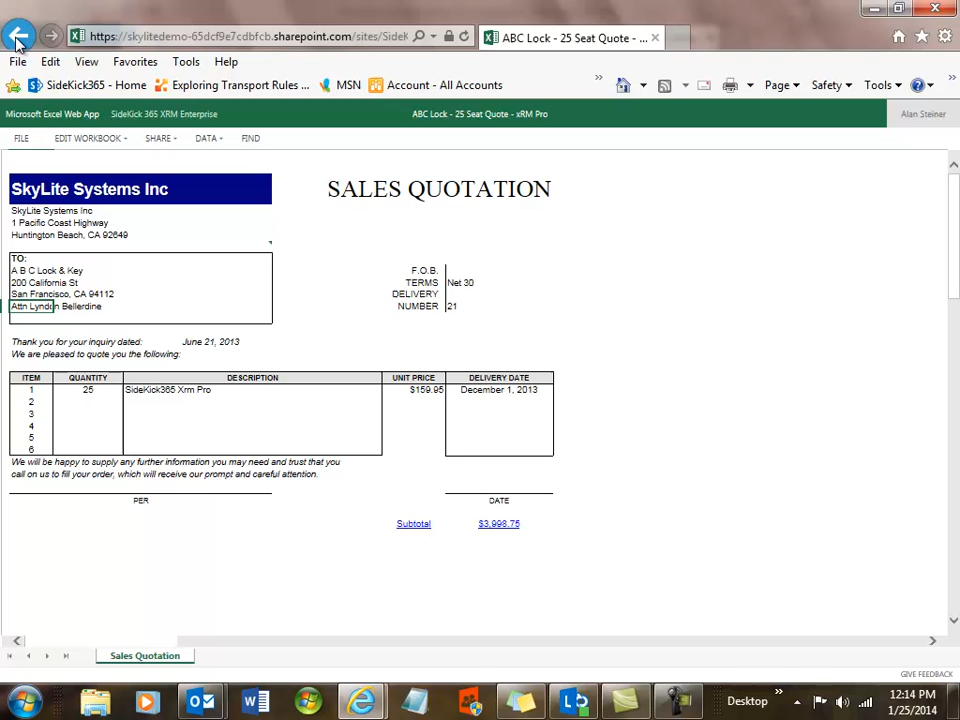 https://skylitedemo-65dcf9e7cdbfcb.sharepoint.com/sites/SideK
ABC Lock - 25 Seat Quote - ...
File Edit View Favorites Tools Help
SideKick365 - Home Exploring Transport Rules ... MSN Account - All Accounts » Page Safety Tools »
Microsoft Excel Web App SideKick 365 XRM Enterprise ABC Lock - 25 Seat Quote - xRM Pro Alan Steiner
FILE EDIT WORKBOOK SHARE DATA FIND
SkyLite Systems Inc SALES QUOTATION
SkyLite Systems Inc
1 Pacific Coast Highway
Huntington Beach, CA 92649
TO:
A B C Lock & Key F.O.B.
200 California St TERMS Net 30
San Francisco, CA 94112 DELIVERY
Attn Lyndon Bellerdine NUMBER 21
Thank you for your inquiry dated: June 21, 2013
We are pleased to quote you the following:
ITEM QUANTITY DESCRIPTION UNIT PRICE DELIVERY DATE
1 25 SideKick365 Xrm Pro $159.95 December 1, 2013
2
3
4
5
6
We will be happy to supply any further information you may need and trust that you
call on us to fill your order, which will receive our prompt and careful attention.
PER DATE
Subtotal $3,998.75
Sales Quotation
GIVE FEEDBACK
Desktop »
12:14 PM
1/25/2014